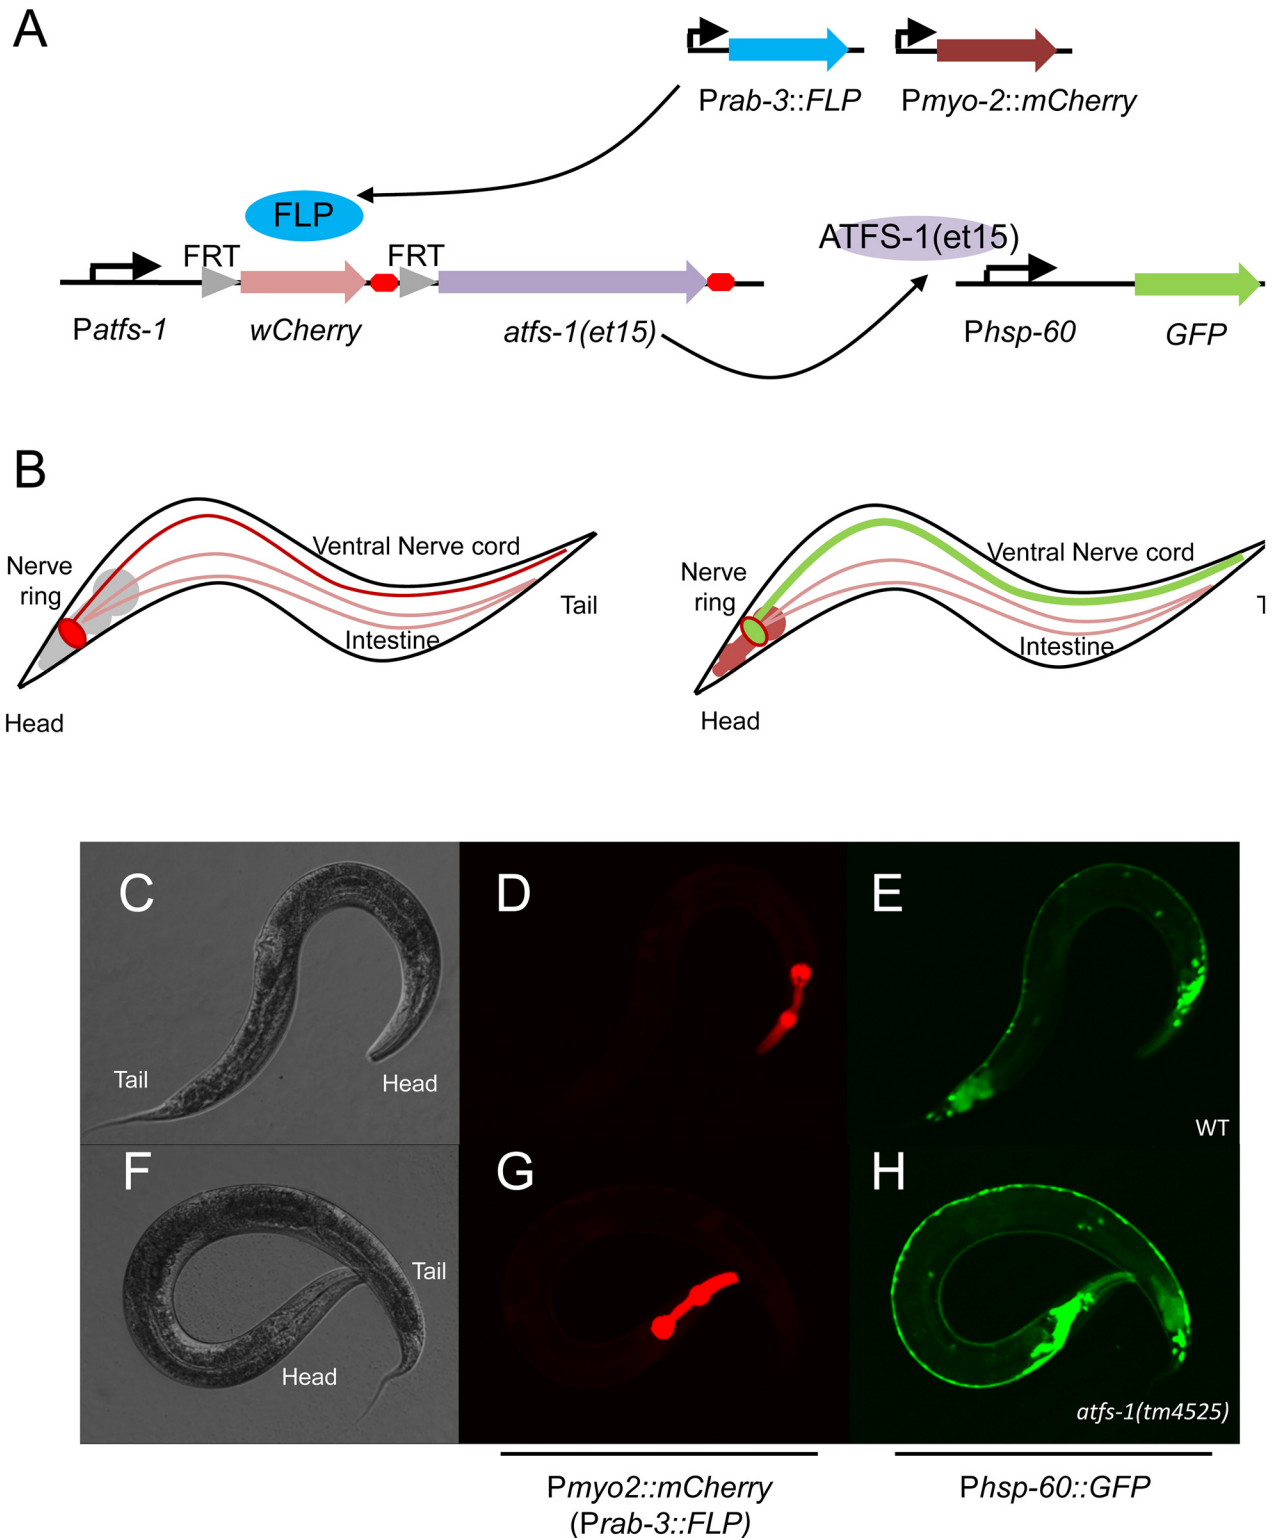 A
Prab-3::FLP
Pmyo-2::mCherry
FLP
ATFS-1(et15)
FRT
FRT
Patfs-1
wCherry
atfs-1(et15)
Phsp-60
GFP
B
Ventral Nerve cord
Nerve
ring
Tail
Intestine
Head
Ventral Nerve cord
Nerve
ring
T
Intestine
Head
C
D
E
Tail
Head
WT
F
G
H
Tail
Head
atfs-1(tm4525)
Pmyo2::mCherry
(Prab-3::FLP)
Phsp-60::GFP